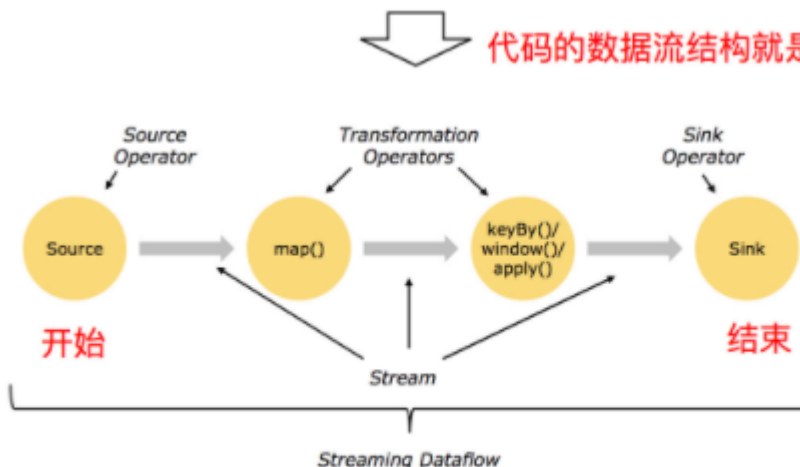 代码的数据流结构就是
Source
Operator
Transformation
Operators
Sink
Operator
Source
map()
keyBy()/
window()/
apply()
Sink
开始
结束
Stream
Streaming Dataflow